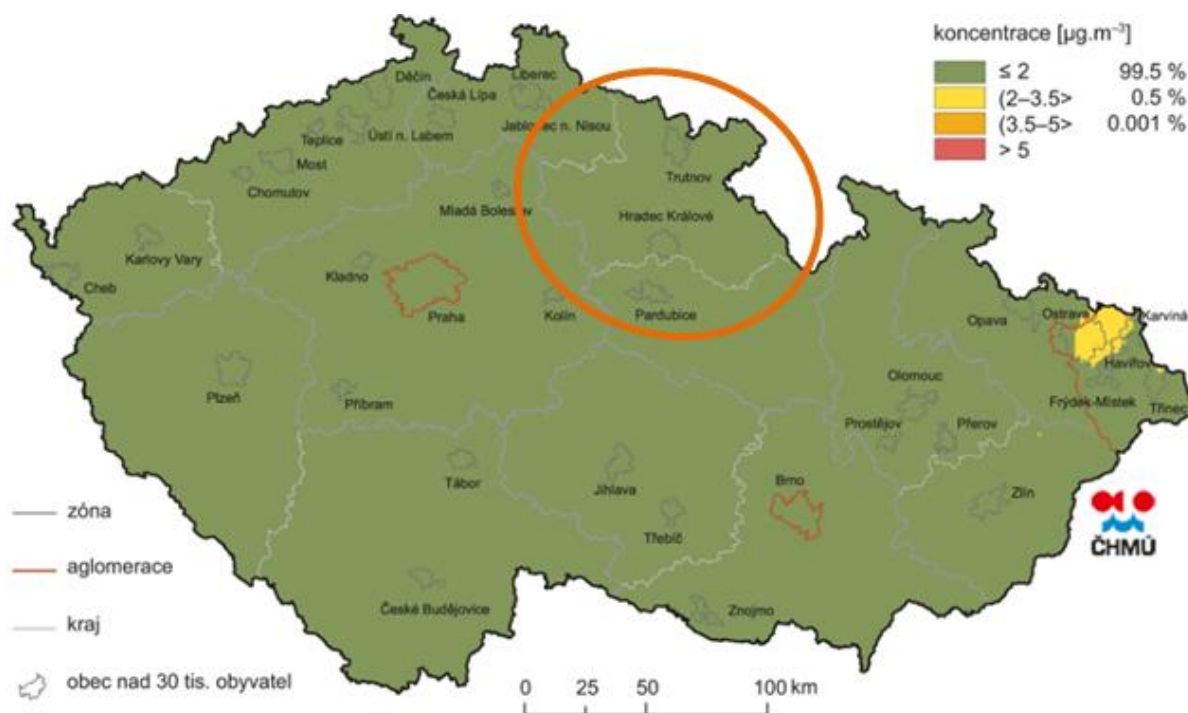 koncentrace [µg.m⁻³]
≤ 2 99.5 %
(2–3.5> 0.5 %
(3.5–5> 0.001 %
> 5
Děčín
Liberec
Česká Lípa
Jablonec n. Nisou
Teplice
Ústí n. Labem
Most
Chomutov
Trutnov
Mladá Boleslav
Hradec Králové
Karlovy Vary
Kladno
Cheb
Praha
Kolín
Pardubice
Opava
Ostrava
Karviná
Havířov
Olomouc
Plzeň
Příbram
Frýdek-Místek
Třinec
Prostějov
Přerov
Tábor
Jihlava
Brno
Zlín
Třebíč
ČHMÚ
České Budějovice
Znojmo
zóna
aglomerace
kraj
obec nad 30 tis. obyvatel
0 25 50 100 km